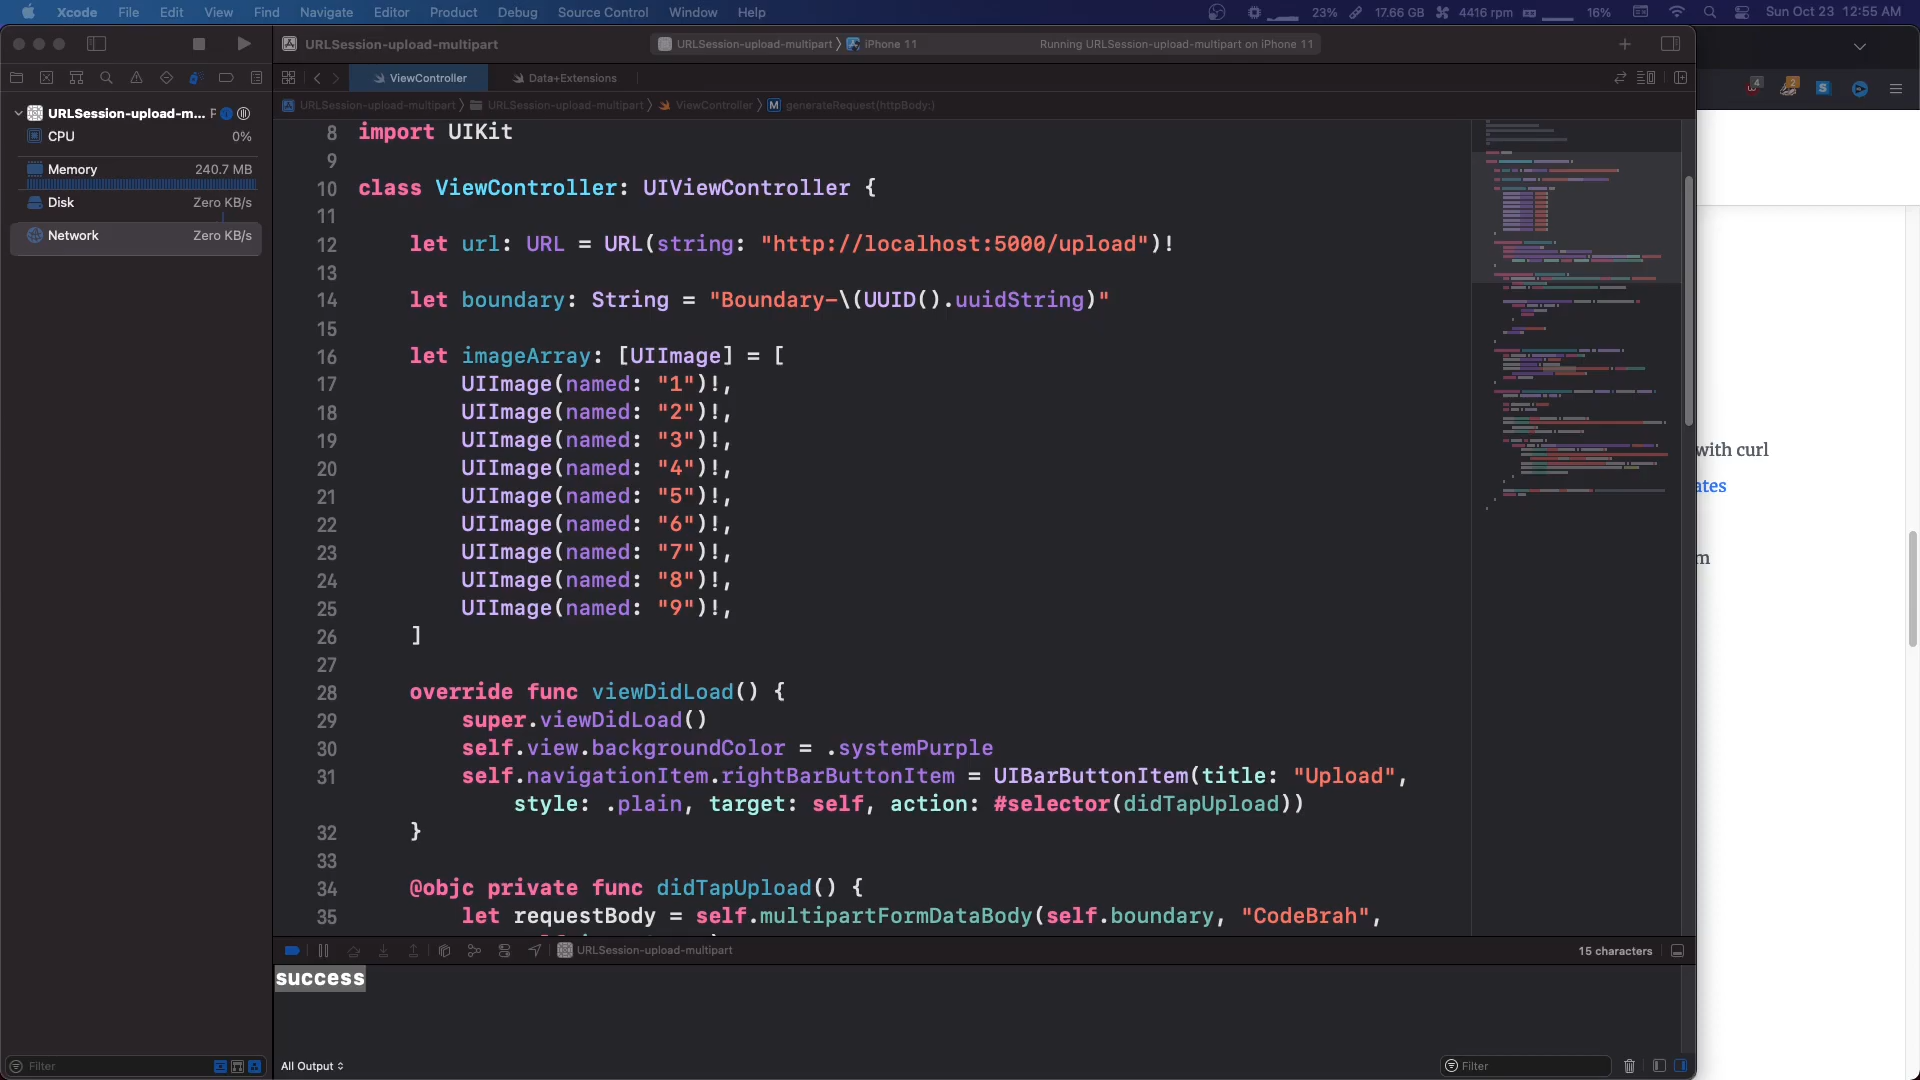 Xcode File Edit View Find Navigate Editor Product Debug Source Control Window Help 23% 17.66 GB 4416 rpm 16% Sun Oct 23 12:55 AM
URLSession-upload-multipart URLSession-upload-multipart iPhone 11 Running URLSession-upload-multipart on iPhone 11
ViewController Data+Extensions
4 2 S
URLSession-upload-multipart URLSession-upload-multipart ViewController M generateRequest(httpBody:)
URLSession-upload-m... P
CPU 0%
Memory 240.7 MB
Disk Zero KB/s
Network Zero KB/s
8 import UIKit
9
10 class ViewController: UIViewController {
11
12 let url: URL = URL(string: "http://localhost:5000/upload")!
13
14 let boundary: String = "Boundary-\(UUID().uuidString)"
15
16 let imageArray: [UIImage] = [
17 UIImage(named: "1")!,
18 UIImage(named: "2")!,
19 UIImage(named: "3")!,
20 UIImage(named: "4")!,
21 UIImage(named: "5")!,
22 UIImage(named: "6")!,
23 UIImage(named: "7")!,
24 UIImage(named: "8")!,
25 UIImage(named: "9")!,
26 ]
27
28 override func viewDidLoad() {
29 super.viewDidLoad()
30 self.view.backgroundColor = .systemPurple
31 self.navigationItem.rightBarButtonItem = UIBarButtonItem(title: "Upload",
style: .plain, target: self, action: #selector(didTapUpload))
32 }
33
34 @objc private func didTapUpload() {
35 let requestBody = self.multipartFormDataBody(self.boundary, "CodeBrah",
with curl
ates
m
URLSession-upload-multipart 15 characters
success
Filter All Output Filter